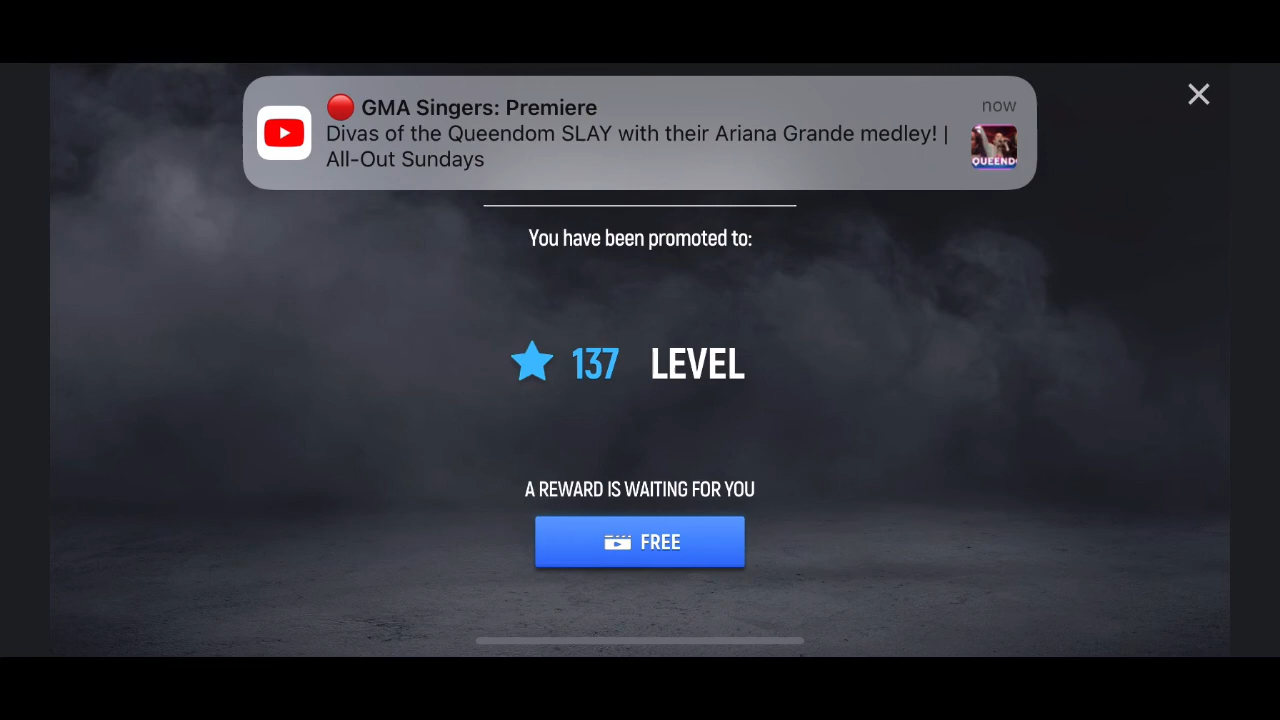 🔴 GMA Singers: Premiere
now
Divas of the Queendom SLAY with their Ariana Grande medley! |
All-Out Sundays
QUEEND
You have been promoted to:
137 LEVEL
A REWARD IS WAITING FOR YOU
FREE